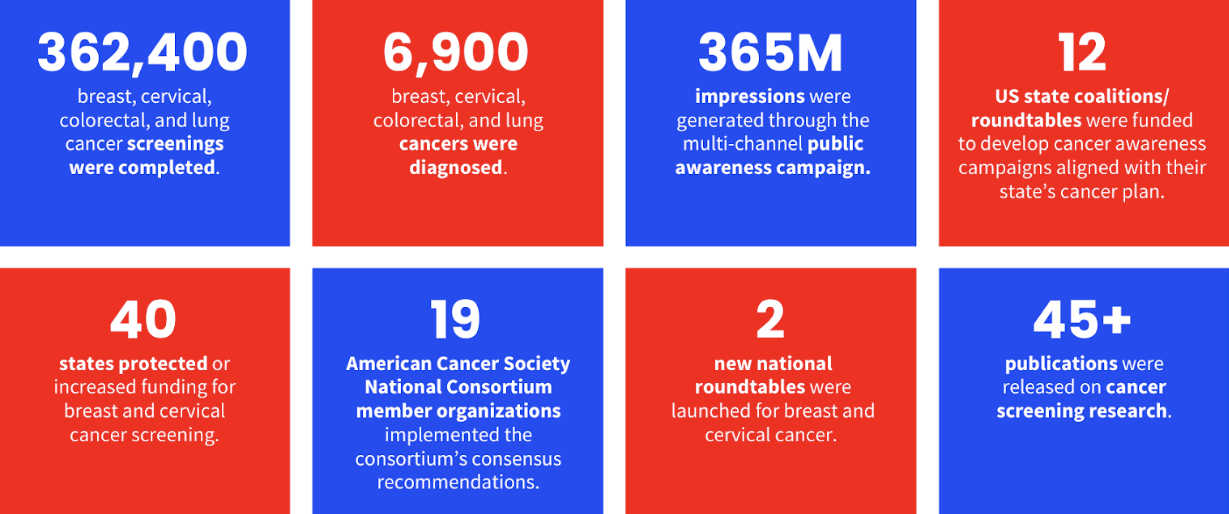 362,400
breast, cervical,
colorectal, and lung
cancer screenings
were completed.
6,900
breast, cervical,
colorectal, and lung
cancers were
diagnosed.
365M
impressions were
generated through the
multi-channel public
awareness campaign.
12
US state coalitions/
roundtables were funded
to develop cancer awareness
campaigns aligned with their
state’s cancer plan.
40
states protected or
increased funding for
breast and cervical
cancer screening.
19
American Cancer Society
National Consortium
member organizations
implemented the
consortium’s consensus
recommendations.
2
new national
roundtables were
launched for breast and
cervical cancer.
45+
publications were
released on cancer
screening research.